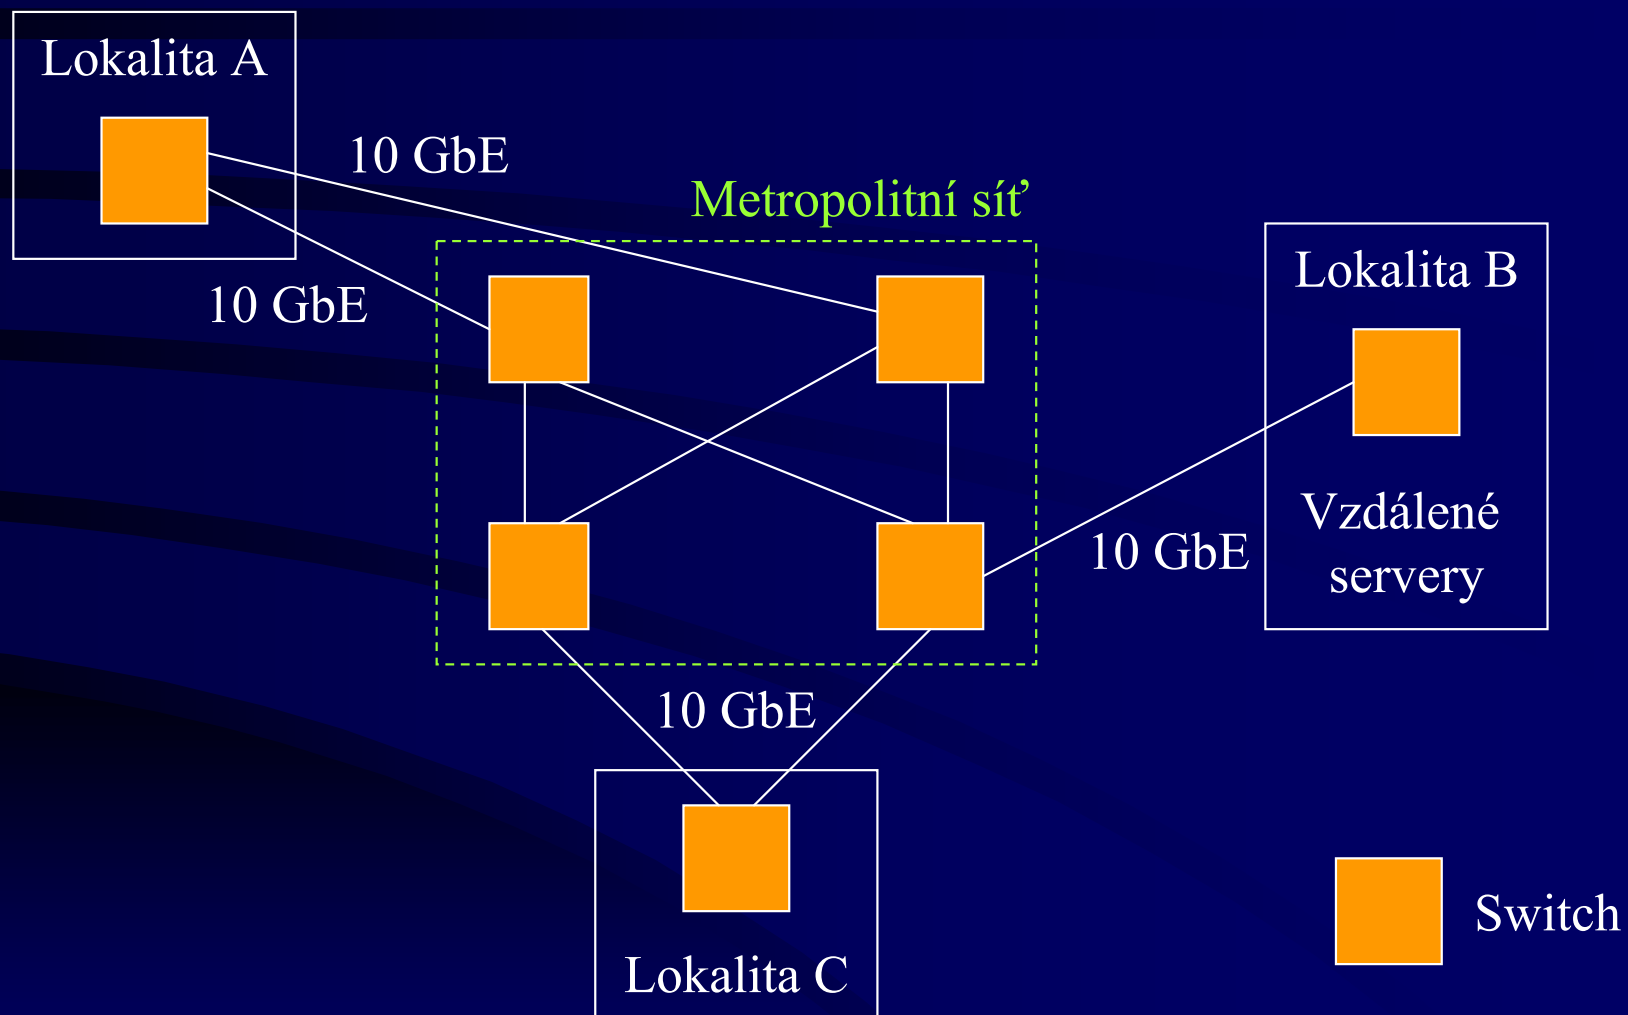 Lokalita A
10 GbE
Metropolitní síť
10 GbE
Lokalita B
Vzdálené
servery
10 GbE
10 GbE
Lokalita C
Switch